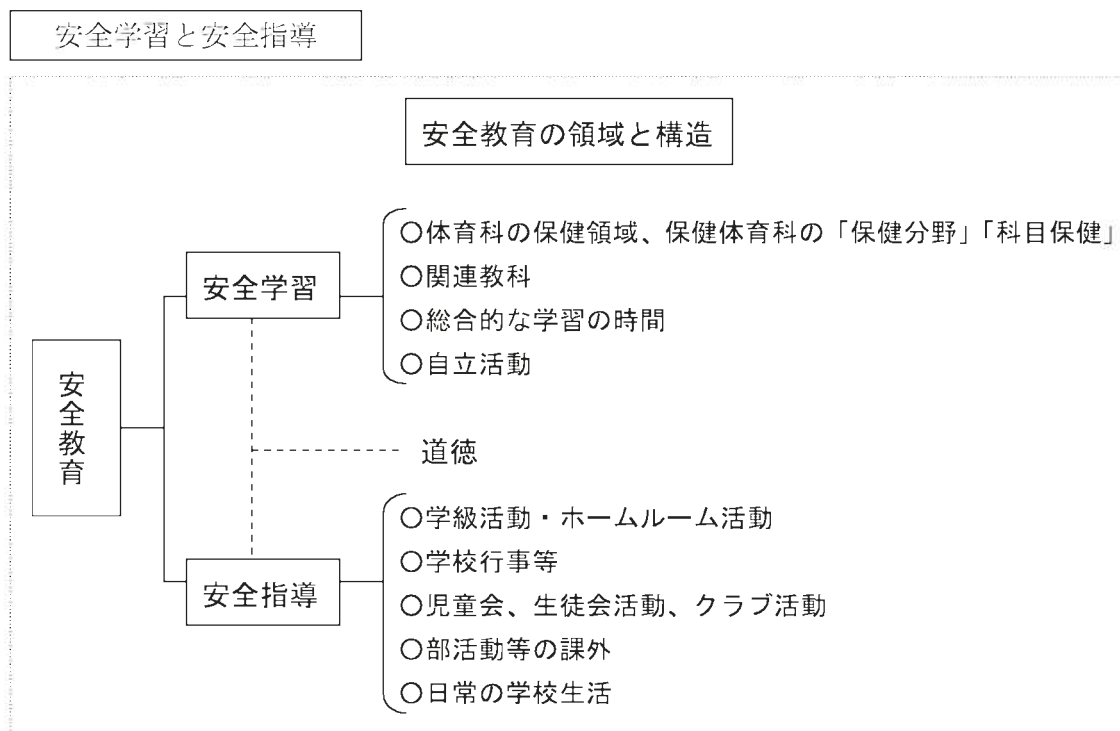 安全学習と安全指導
安全教育の領域と構造
○体育科の保健領域、保健体育科の「保健分野」「科目保健」
安全学習
○関連教科
○総合的な学習の時間
○自立活動
安全教育
道徳
○学級活動・ホームルーム活動
○学校行事等
安全指導
○児童会、生徒会活動、クラブ活動
○部活動等の課外
○日常の学校生活